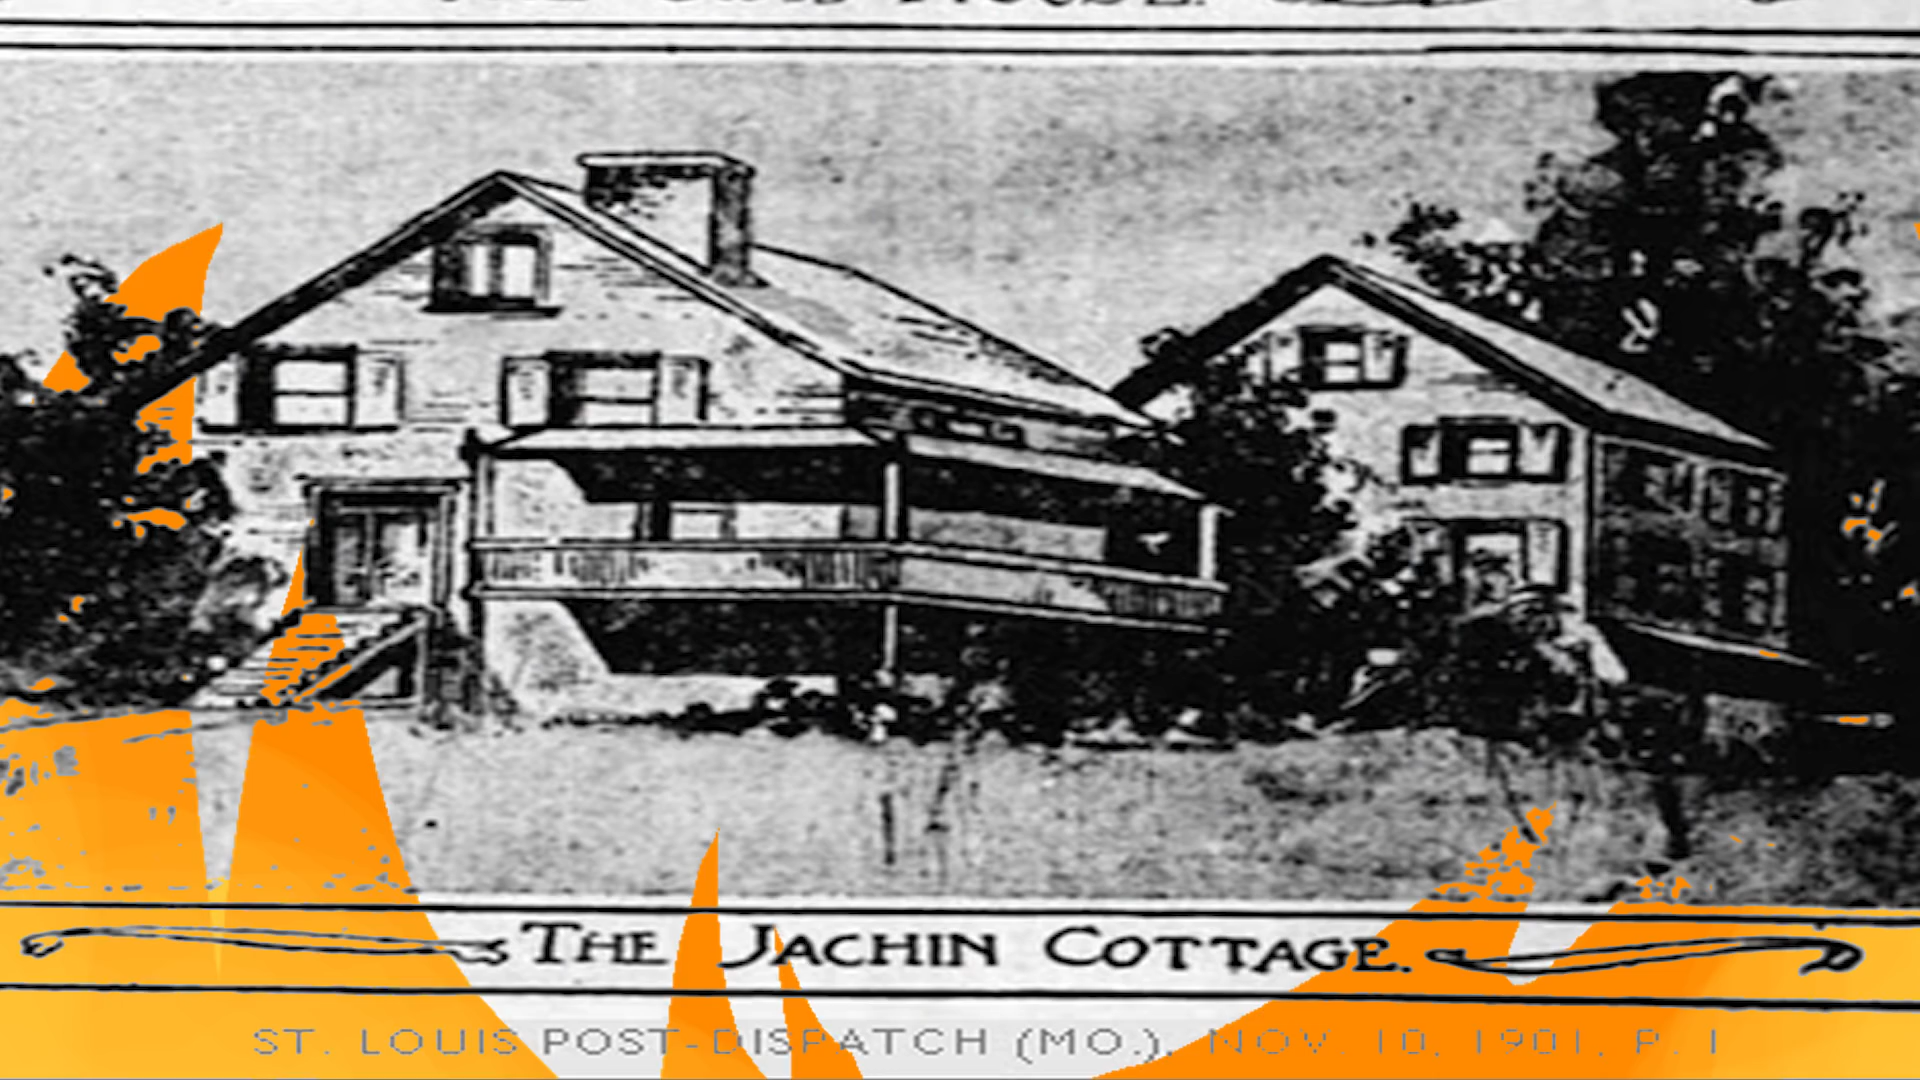 THE JACHIN COTTAGE.
ST. LOUIS POST-DISPATCH (MO.), NOV. 10, 1901, P. 1